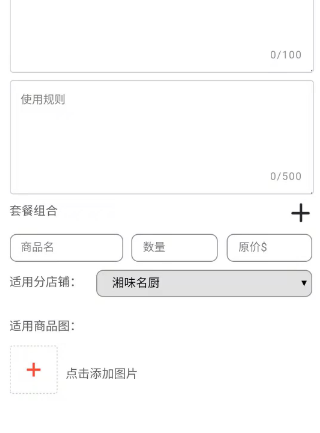 0/100
使用规则
0/500
套餐组合
商品名 数量 原价$
适用分店铺： 湘味名厨
适用商品图：
点击添加图片